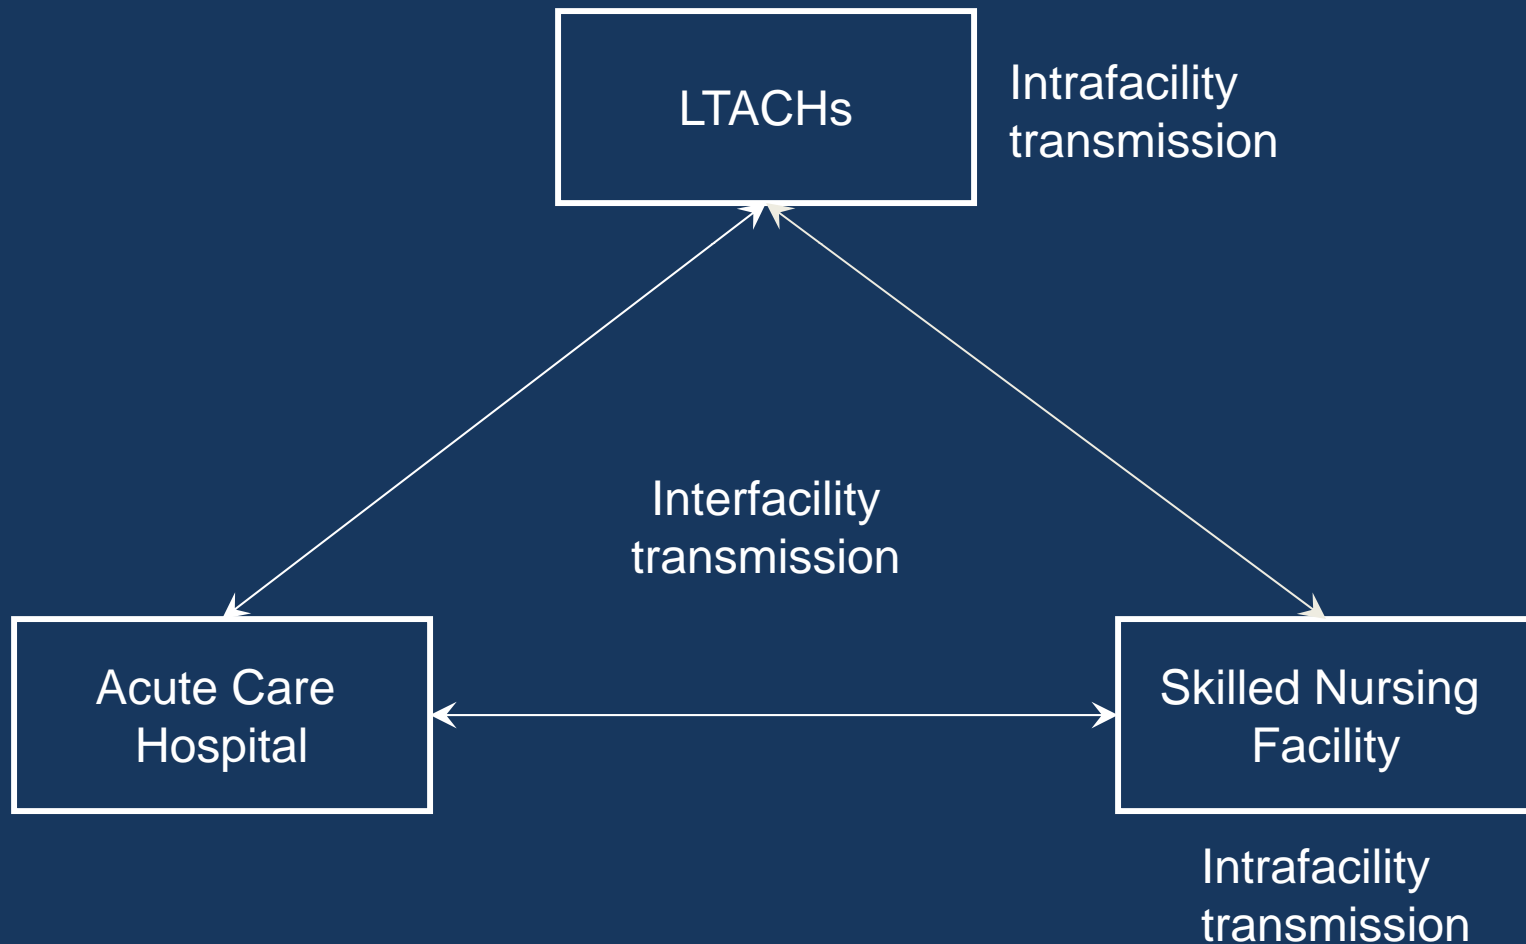 LTACHs
Intrafacility
transmission
Interfacility
transmission
Acute Care
Hospital
Skilled Nursing
Facility
Intrafacility
transmission